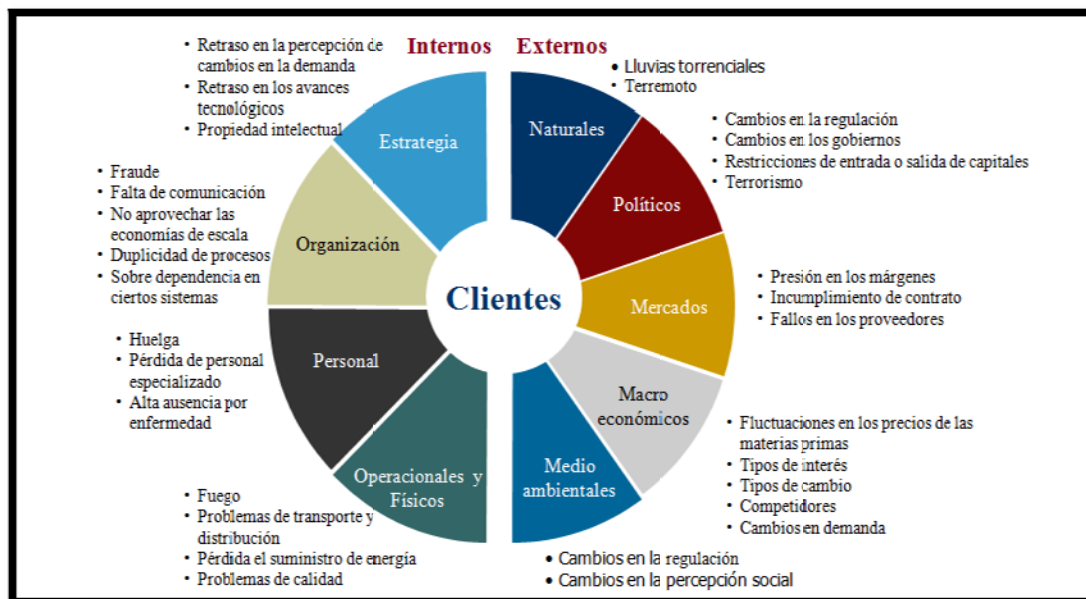 Internos Externos
• Retraso en la percepción de
cambios en la demanda
• Retraso en los avances
tecnológicos
• Propiedad intelectual
Estrategia
• Fraude
• Falta de comunicación
• No aprovechar las
economías de escala
• Duplicidad de procesos
• Sobre dependencia en
ciertos sistemas
Organización
• Huelga
• Pérdida de personal
especializado
• Alta ausencia por
enfermedad
Personal
• Fuego
• Problemas de transporte y
distribución
• Pérdida el suministro de energía
• Problemas de calidad
Operacionales y
Físicos
Clientes
Naturales
• Lluvias torrenciales
• Terremoto
Políticos
• Cambios en la regulación
• Cambios en los gobiernos
• Restricciones de entrada o salida de capitales
• Terrorismo
Mercados
• Presión en los márgenes
• Incumplimiento de contrato
• Fallos en los proveedores
Macro
económicos
• Fluctuaciones en los precios de las
materias primas
• Tipos de interés
• Tipos de cambio
• Competidores
• Cambios en demanda
Medio
ambientales
• Cambios en la regulación
• Cambios en la percepción social